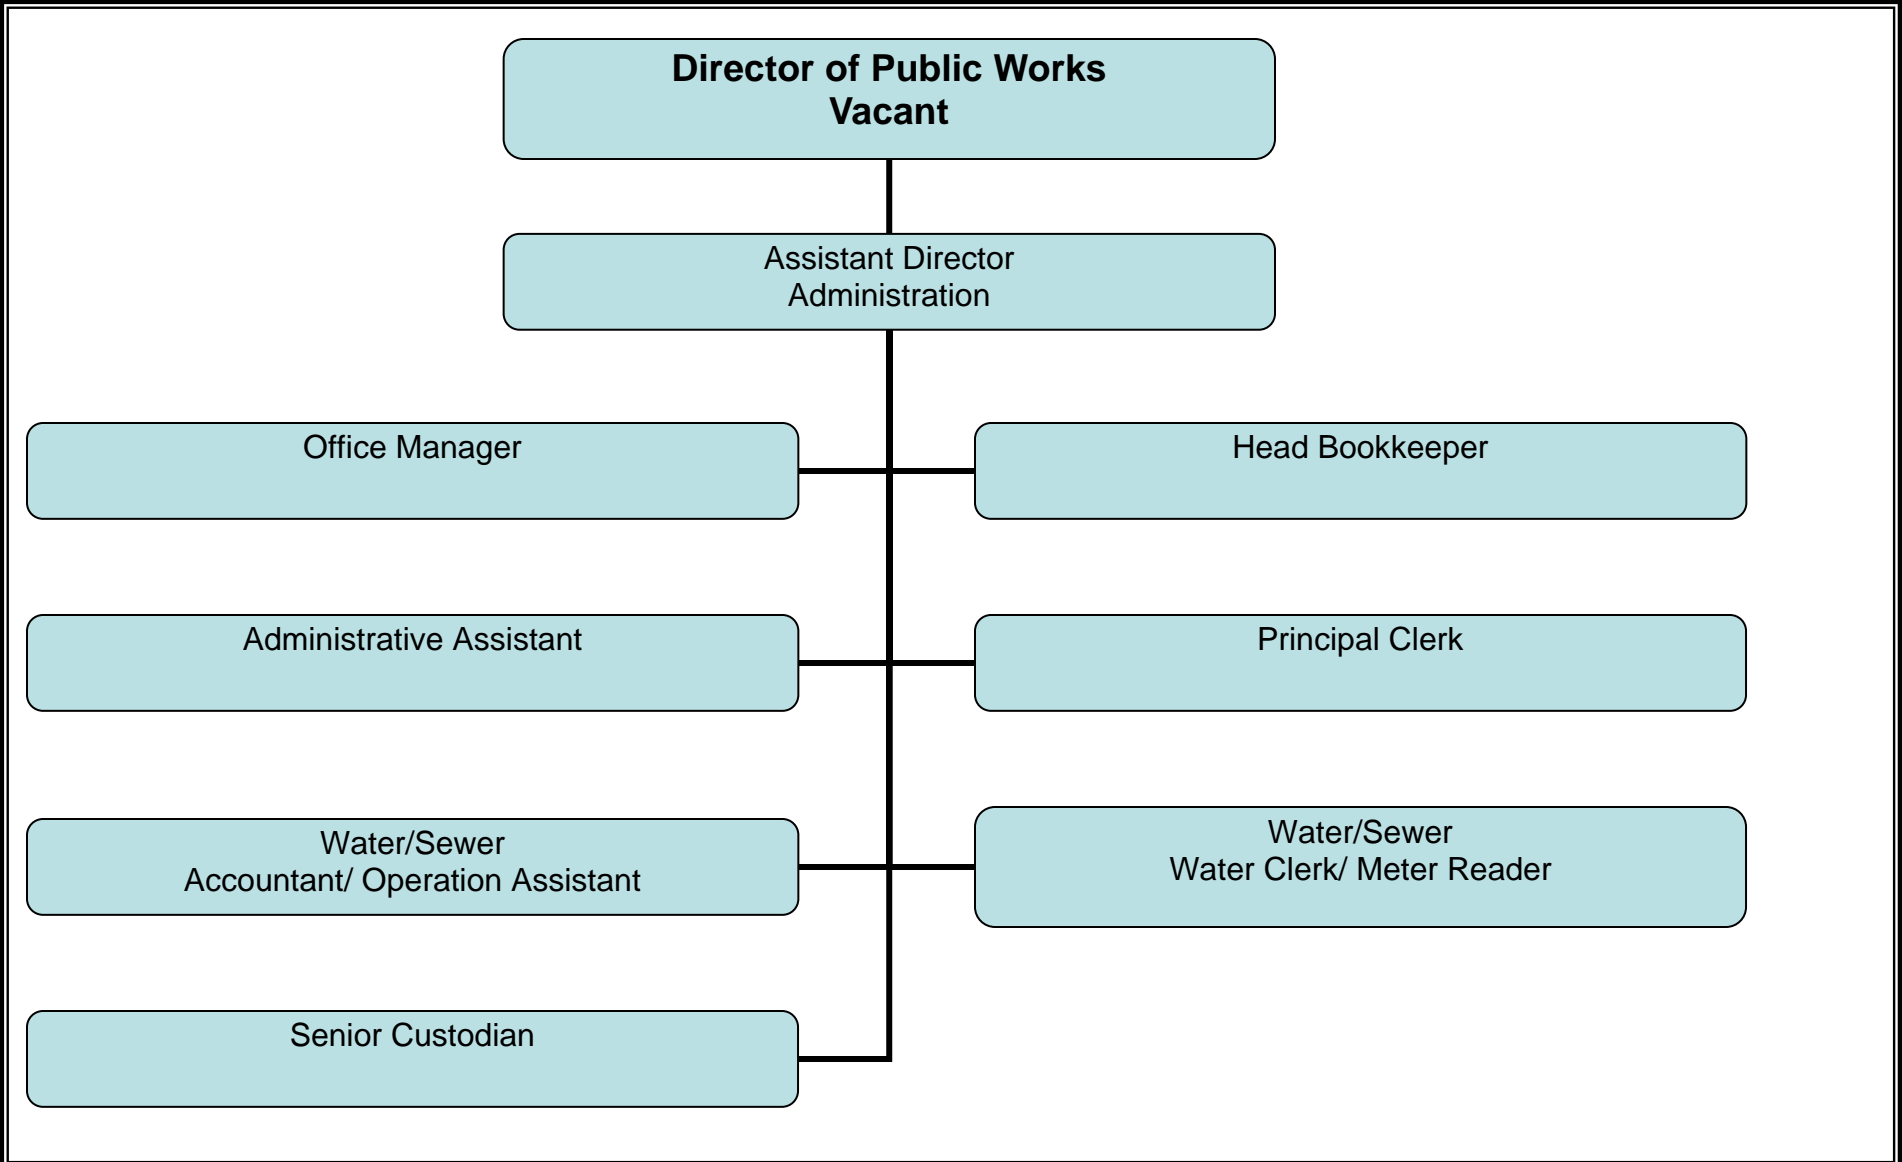 Director of Public Works
Vacant
Assistant Director
Administration
Office Manager
Head Bookkeeper
Administrative Assistant
Principal Clerk
Water/Sewer
Accountant/ Operation Assistant
Water/Sewer
Water Clerk/ Meter Reader
Senior Custodian